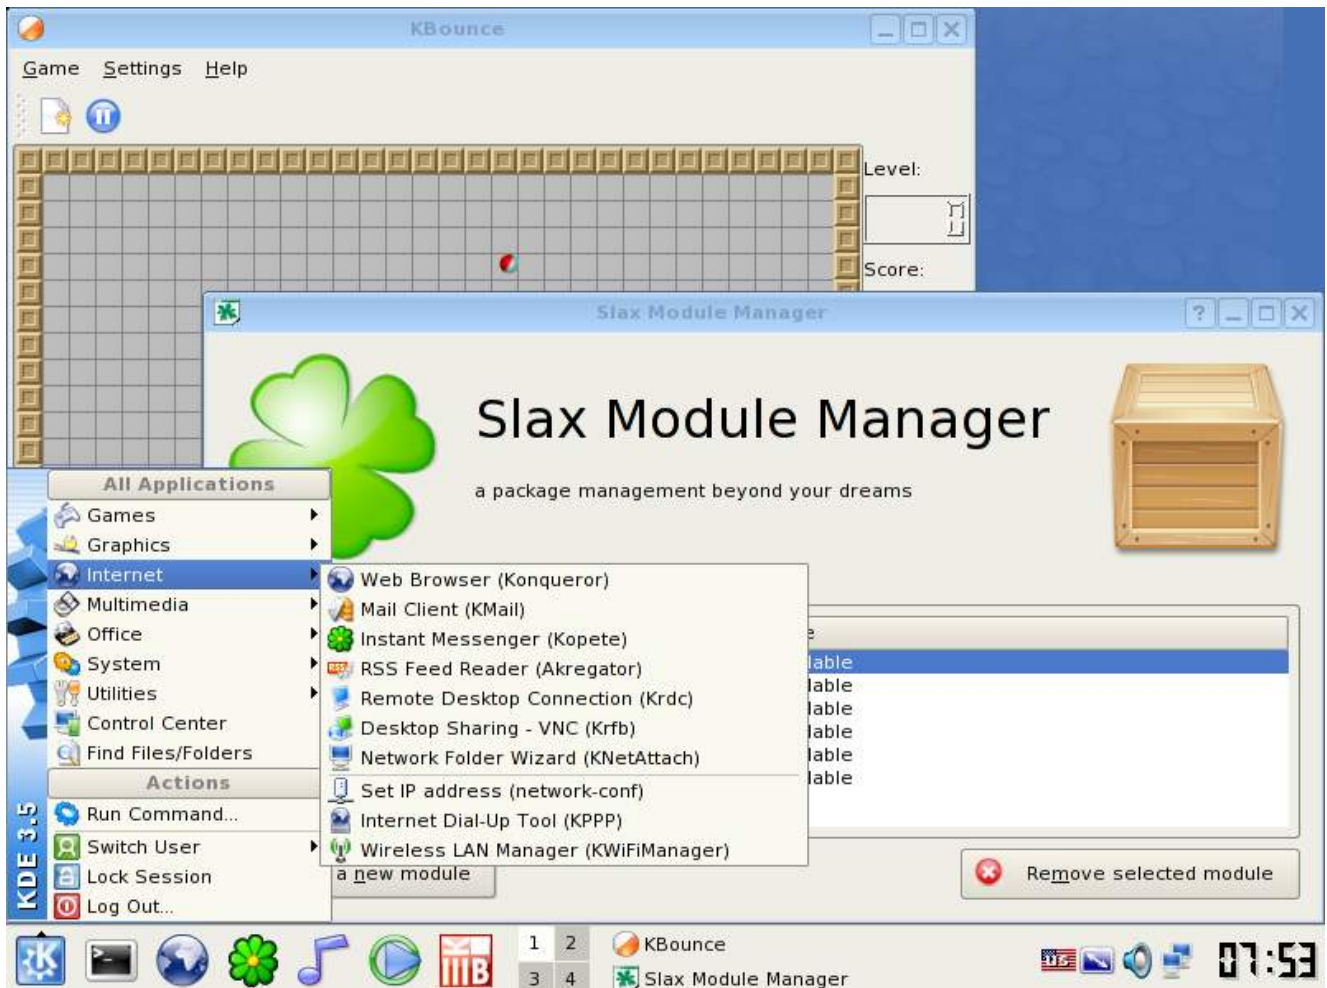 KBounce
Game Settings Help
Level:
0
Score:
Slax Module Manager
Slax Module Manager
a package management beyond your dreams
All Applications
Games
Graphics
Internet
Multimedia
Office
System
Utilities
Control Center
Find Files/Folders
Actions
Run Command...
Switch User
Lock Session
Log Out...
KDE 3.5
Web Browser (Konqueror)
Mail Client (KMail)
Instant Messenger (Kopete)
RSS Feed Reader (Akregator)
Remote Desktop Connection (Krdc)
Desktop Sharing - VNC (Krfb)
Network Folder Wizard (KNetAttach)
Set IP address (network-conf)
Internet Dial-Up Tool (KPPP)
Wireless LAN Manager (KWiFiManager)
lable
lable
lable
lable
lable
lable
a new module
Remove selected module
1 2
3 4
KBounce
Slax Module Manager
US
07:53